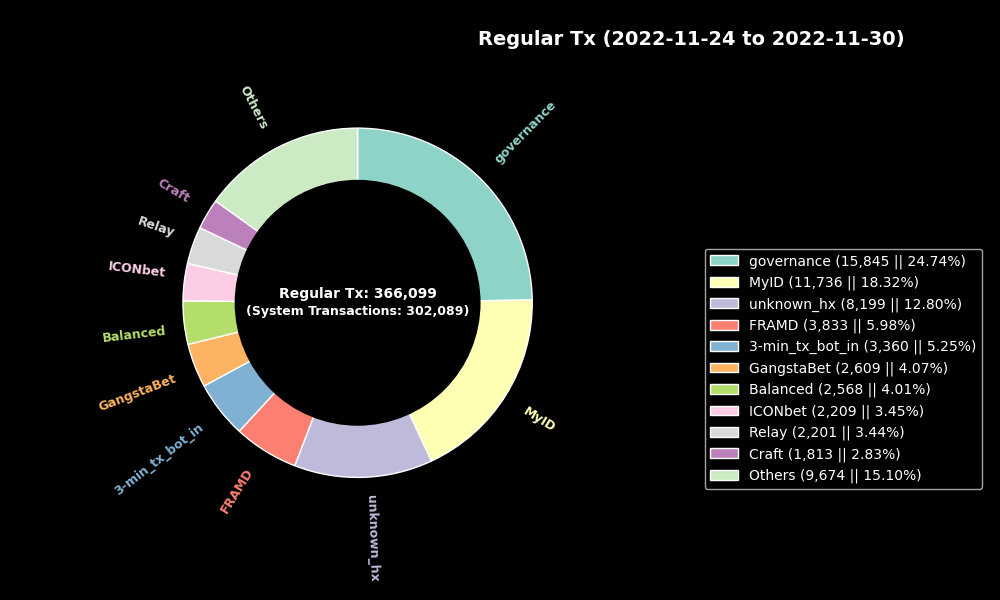 Regular Tx (2022-11-24 to 2022-11-30)
Others
governance
Craft
Relay
ICONbet
Balanced
GangstaBet
3-min_tx_bot_in
FRAMD
unknown_hx
MyID
Regular Tx: 366,099
(System Transactions: 302,089)
governance (15,845 || 24.74%)
MyID (11,736 || 18.32%)
unknown_hx (8,199 || 12.80%)
FRAMD (3,833 || 5.98%)
3-min_tx_bot_in (3,360 || 5.25%)
GangstaBet (2,609 || 4.07%)
Balanced (2,568 || 4.01%)
ICONbet (2,209 || 3.45%)
Relay (2,201 || 3.44%)
Craft (1,813 || 2.83%)
Others (9,674 || 15.10%)